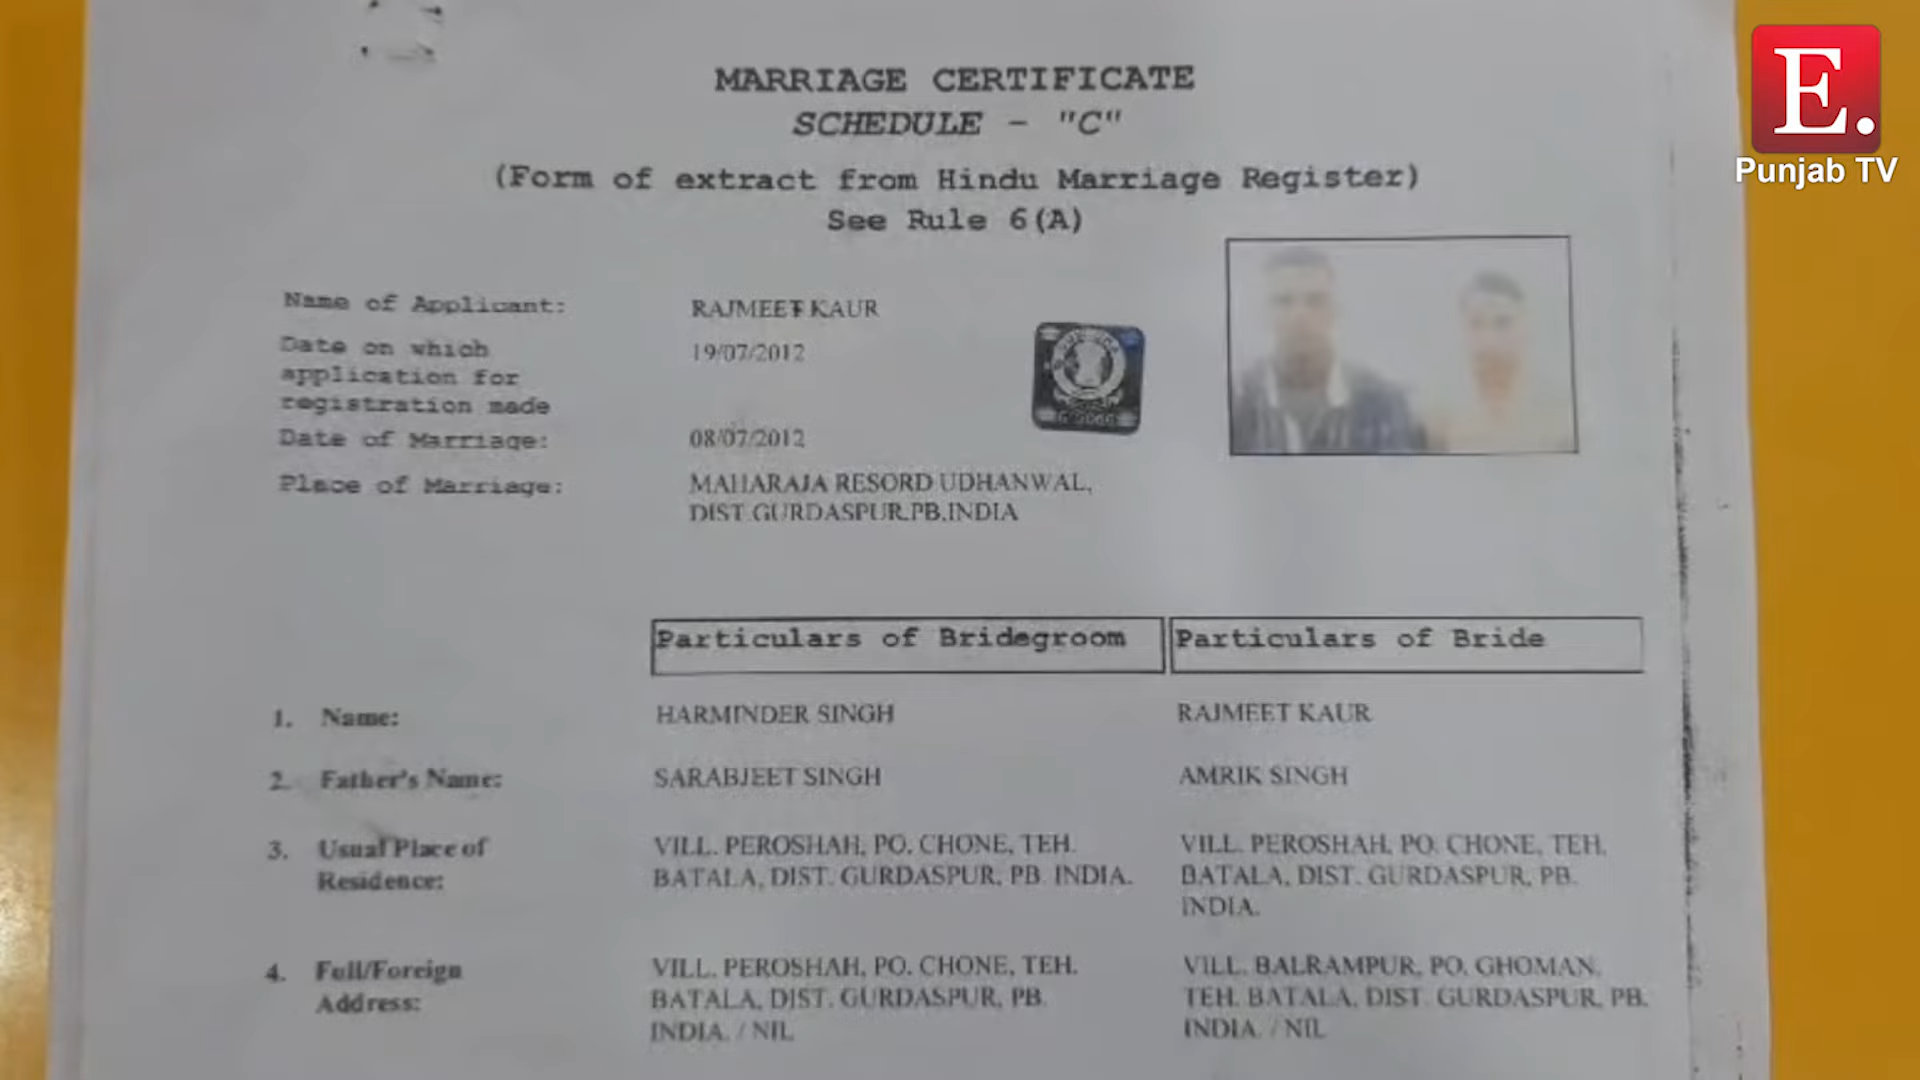 MARRIAGE CERTIFICATE
SCHEDULE - "C"
(Form of extract from Hindu Marriage Register)
See Rule 6(A)
E.
Punjab TV
Name of Applicant: RAJMEET KAUR
Date on which 19/07/2012
application for
registration made
Date of Marriage: 08/07/2012
Place of Marriage: MAHARAJA RESORD UDHANWAL,
DIST.GURDASPUR,PB,INDIA
Particulars of Bridegroom Particulars of Bride
1. Name: HARMINDER SINGH RAJMEET KAUR
2. Father's Name: SARABJEET SINGH AMRIK SINGH
3. Usual Place of VILL. PEROSHAH, PO. CHONE, TEH. VILL. PEROSHAH, PO. CHONE, TEH.
Residence: BATALA, DIST. GURDASPUR, PB. INDIA. BATALA, DIST. GURDASPUR, PB.
INDIA.
4. Full/Foreign VILL. PEROSHAH, PO. CHONE, TEH. VILL. BALRAMPUR, PO. GHOMAN,
Address: BATALA, DIST. GURDASPUR, PB. TEH. BATALA, DIST. GURDASPUR, PB.
INDIA. / NIL INDIA. / NIL